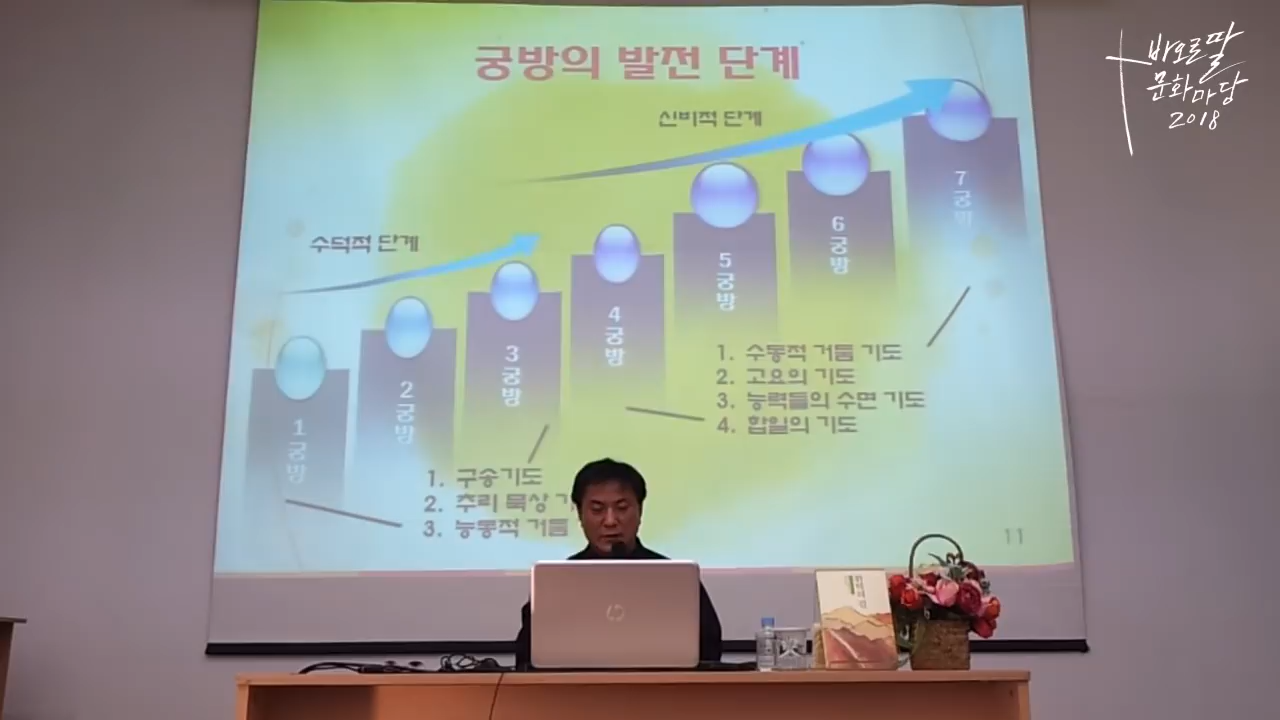 궁방의 발전 단계
신비적 단계
수덕적 단계
1 궁방
2 궁방
3 궁방
4 궁방
5 궁방
6 궁방
7 궁방
1. 수동적 거둠 기도
2. 고요의 기도
3. 능력들의 수면 기도
4. 합일의 기도
1. 구송기도
2. 추리 묵상 기
3. 능동적 거둠
11
hp
바오로딸
문화마당
2018